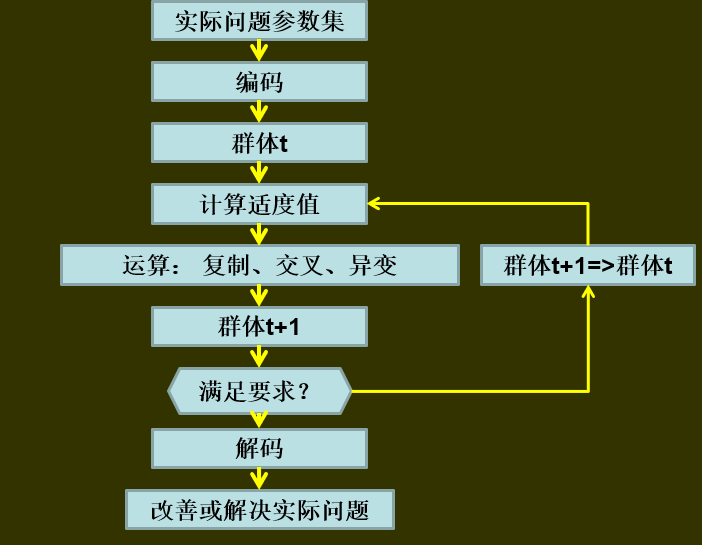 实际问题参数集
编码
群体t
计算适度值
运算： 复制、交叉、异变
群体t+1=>群体t
群体t+1
满足要求？
解码
改善或解决实际问题